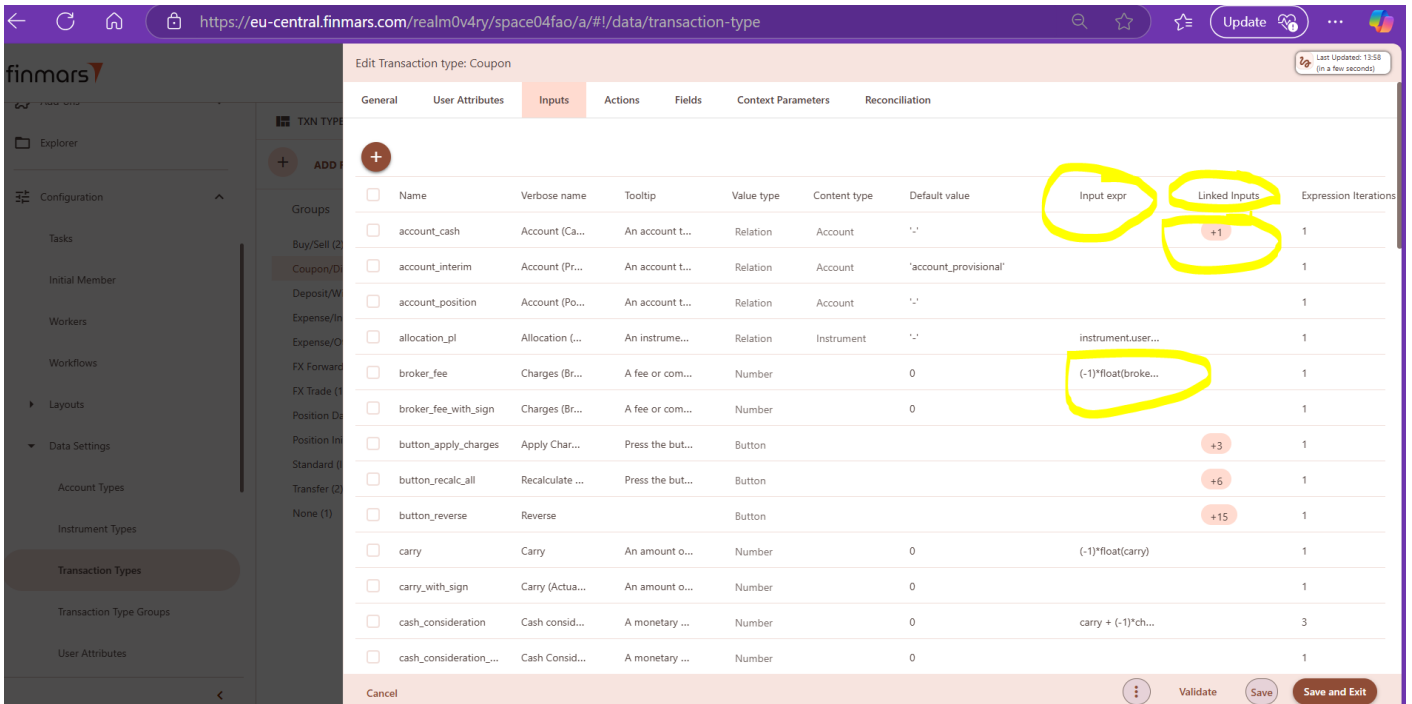 https://eu-central.finmars.com/realm0v4ry/space04fao/a/#!/data/transaction-type
Update
finmars
Edit Transaction type: Coupon
Last Updated: 13:58
(in a few seconds)
General User Attributes Inputs Actions Fields Context Parameters Reconciliation
Add-ons
TXN TYPE
Explorer
ADD
Name Verbose name Tooltip Value type Content type Default value Input expr Linked Inputs Expression Iterations
Configuration
Groups
account_cash Account (Ca... An account t... Relation Account '-' +1 1
Tasks
Buy/Sell (2)
account_interim Account (Pr... An account t... Relation Account 'account_provisional' 1
Coupon/Di
Initial Member
Deposit/W
account_position Account (Po... An account t... Relation Account '-' 1
Workers
Expense/In
allocation_pl Allocation (... An instrume... Relation Instrument '-' instrument.user... 1
Expense/O
Workflows
FX Forward
broker_fee Charges (Br... A fee or com... Number 0 (-1)*float(broke... 1
FX Trade (1
Layouts
broker_fee_with_sign Charges (Br... A fee or com... Number 0 1
Position Da
Data Settings
Position Ini
button_apply_charges Apply Char... Press the but... Button +3 1
Standard (
Account Types
button_recalc_all Recalculate ... Press the but... Button +6 1
Transfer (2)
None (1)
button_reverse Reverse Button +15 1
Instrument Types
carry Carry An amount o... Number 0 (-1)*float(carry) 1
Transaction Types
carry_with_sign Carry (Actua... An amount o... Number 0 1
Transaction Type Groups
cash_consideration Cash consid... A monetary ... Number 0 carry + (-1)*ch... 3
User Attributes
cash_consideration_... Cash Consid... A monetary ... Number 0 1
Cancel Validate Save Save and Exit